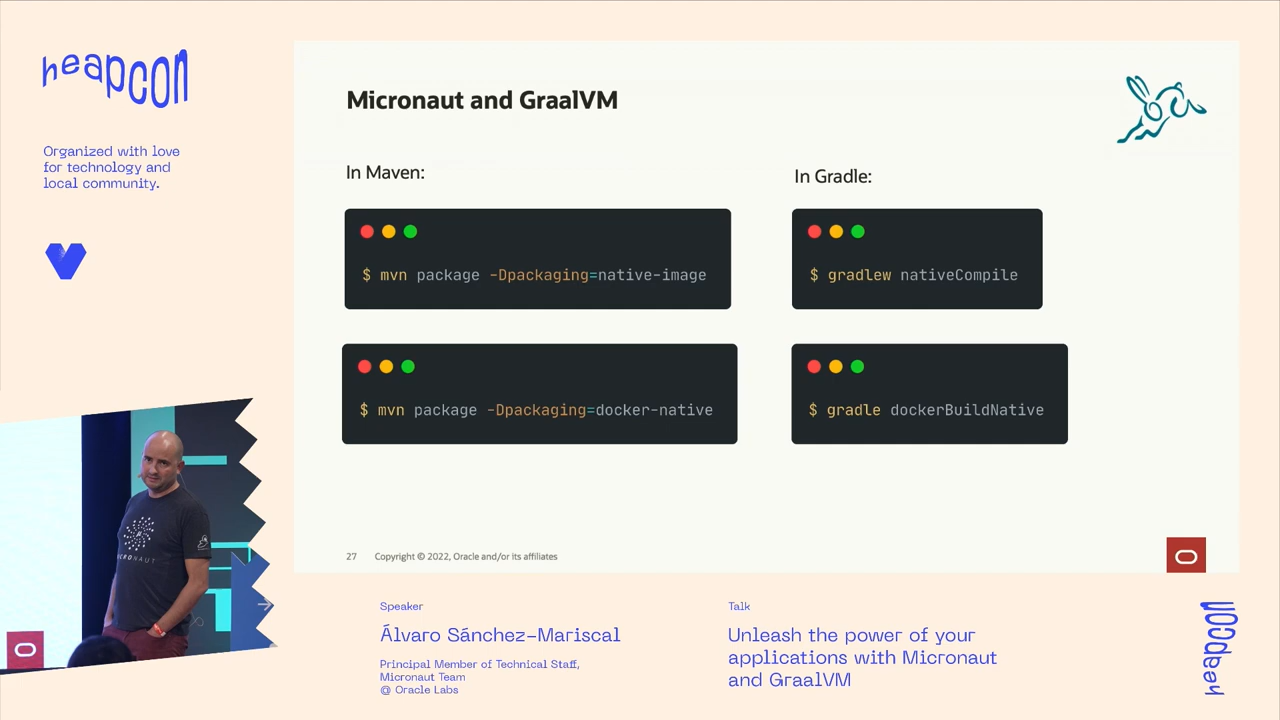 heapcon
Organized with love
for technology and
local community.
Micronaut and GraalVM
In Maven:
$ mvn package -Dpackaging=native-image
$ mvn package -Dpackaging=docker-native
In Gradle:
$ gradlew nativeCompile
$ gradle dockerBuildNative
27 Copyright © 2022, Oracle and/or its affiliates
Speaker
Álvaro Sánchez-Mariscal
Principal Member of Technical Staff,
Micronaut Team
@ Oracle Labs
Talk
Unleash the power of your
applications with Micronaut
and GraalVM
heapcon